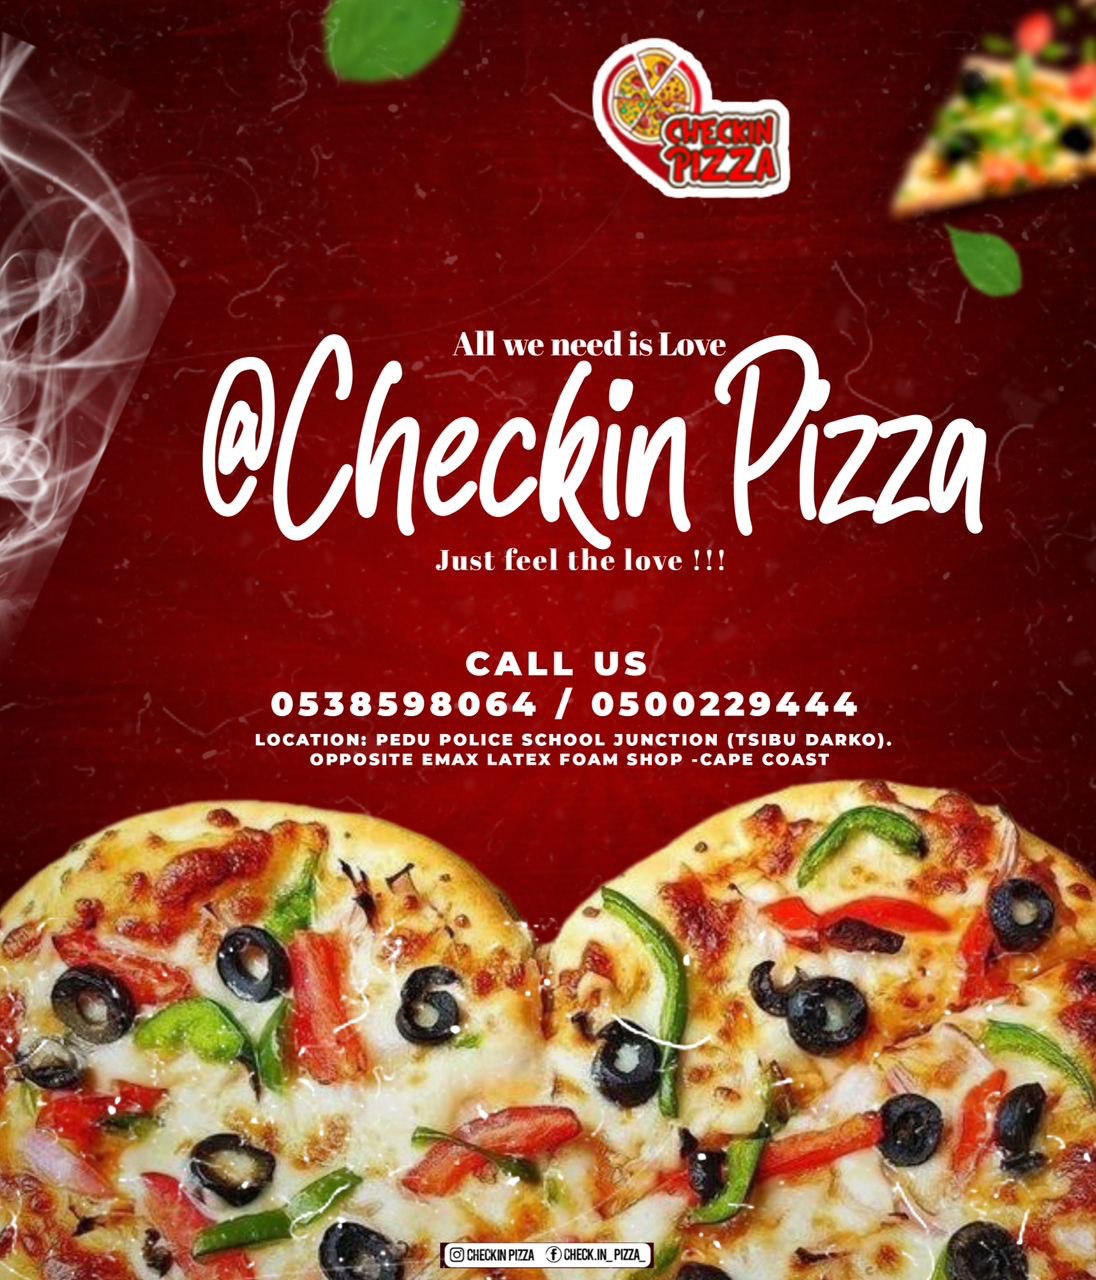 CHECKIN
PIZZA
All we need is Love
@Checkin Pizza
Just feel the love !!!
CALL US
0538598064 / 0500229444
LOCATION: PEDU POLICE SCHOOL JUNCTION (TSIBU DARKO).
OPPOSITE EMAX LATEX FOAM SHOP -CAPE COAST
CHECKIN PIZZA CHECK.IN_PIZZA_